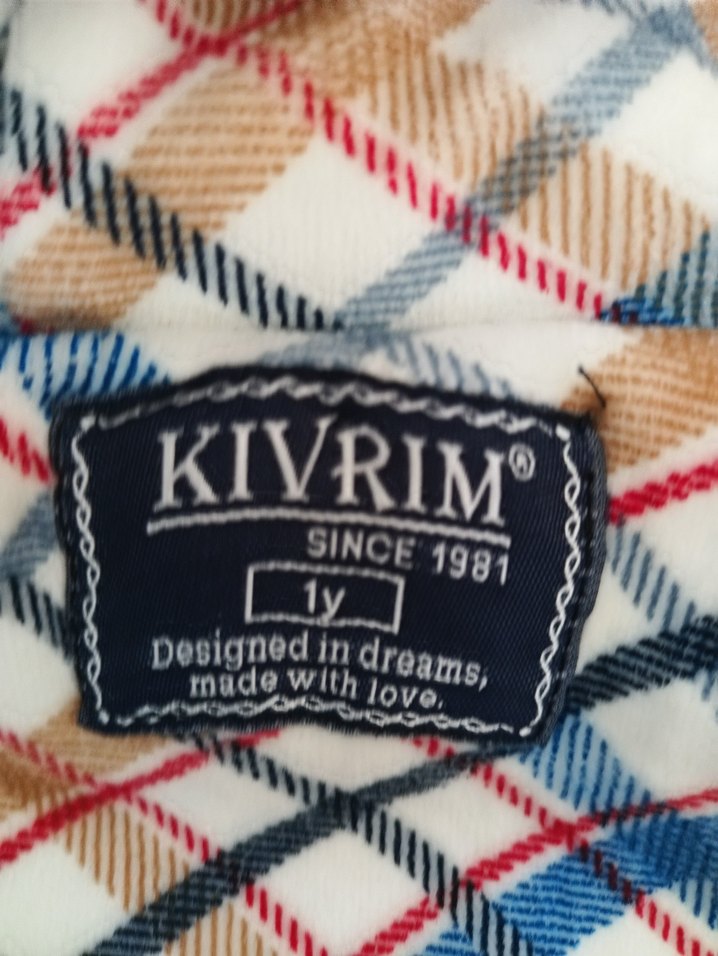 KIVRIM®
SINCE 1981
1y
Designed in dreams,
made with love.